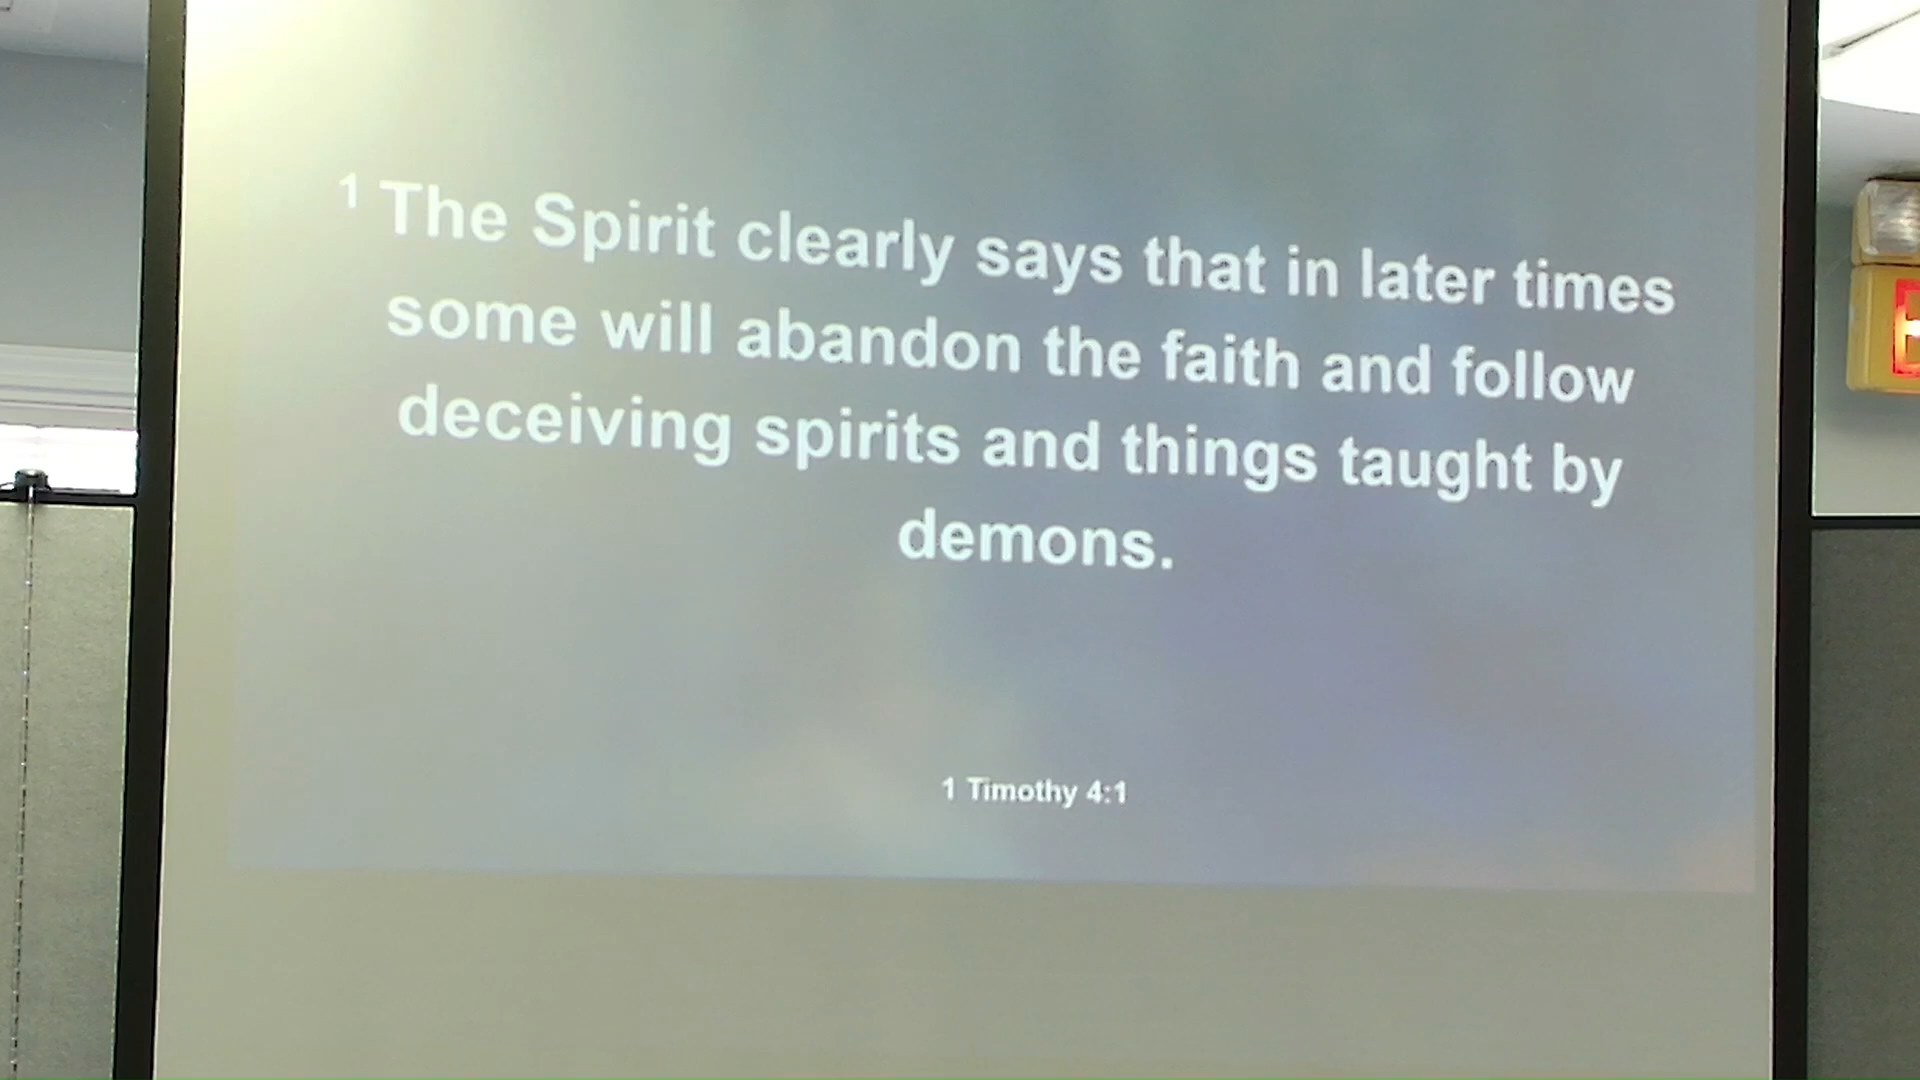 1 The Spirit clearly says that in later times
some will abandon the faith and follow
deceiving spirits and things taught by
demons.
1 Timothy 4:1